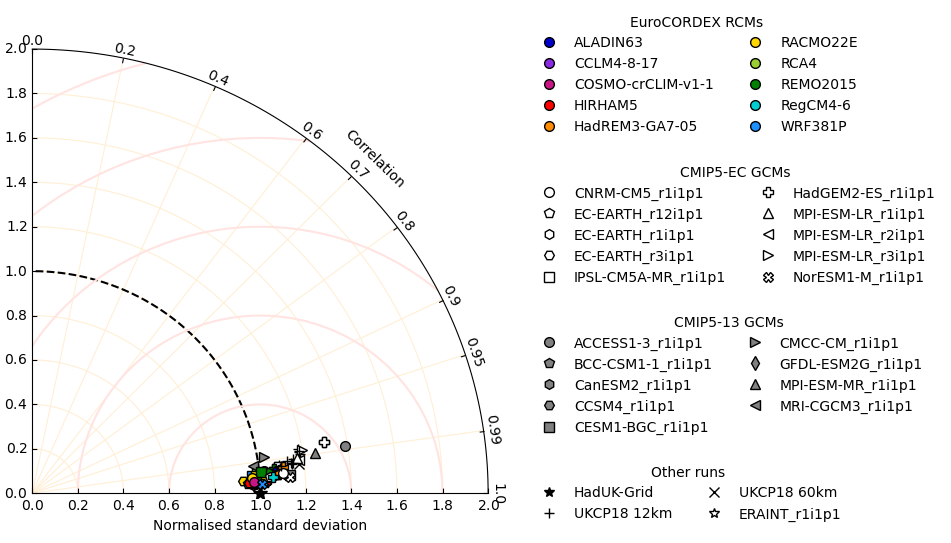 0.0
0.2
0.4
0.6
0.7
0.8
0.9
0.95
0.99
1.0
Correlation
2.0
1.8
1.6
1.4
1.2
1.0
0.8
0.6
0.4
0.2
0.0
0.0 0.2 0.4 0.6 0.8 1.0 1.2 1.4 1.6 1.8 2.0
Normalised standard deviation
EuroCORDEX RCMs
ALADIN63
CCLM4-8-17
COSMO-crCLIM-v1-1
HIRHAM5
HadREM3-GA7-05
RACMO22E
RCA4
REMO2015
RegCM4-6
WRF381P
CMIP5-EC GCMs
CNRM-CM5_r1i1p1
EC-EARTH_r12i1p1
EC-EARTH_r1i1p1
EC-EARTH_r3i1p1
IPSL-CM5A-MR_r1i1p1
HadGEM2-ES_r1i1p1
MPI-ESM-LR_r1i1p1
MPI-ESM-LR_r2i1p1
MPI-ESM-LR_r3i1p1
NorESM1-M_r1i1p1
CMIP5-13 GCMs
ACCESS1-3_r1i1p1
BCC-CSM1-1_r1i1p1
CanESM2_r1i1p1
CCSM4_r1i1p1
CESM1-BGC_r1i1p1
CMCC-CM_r1i1p1
GFDL-ESM2G_r1i1p1
MPI-ESM-MR_r1i1p1
MRI-CGCM3_r1i1p1
Other runs
HadUK-Grid
UKCP18 12km
UKCP18 60km
ERAINT_r1i1p1